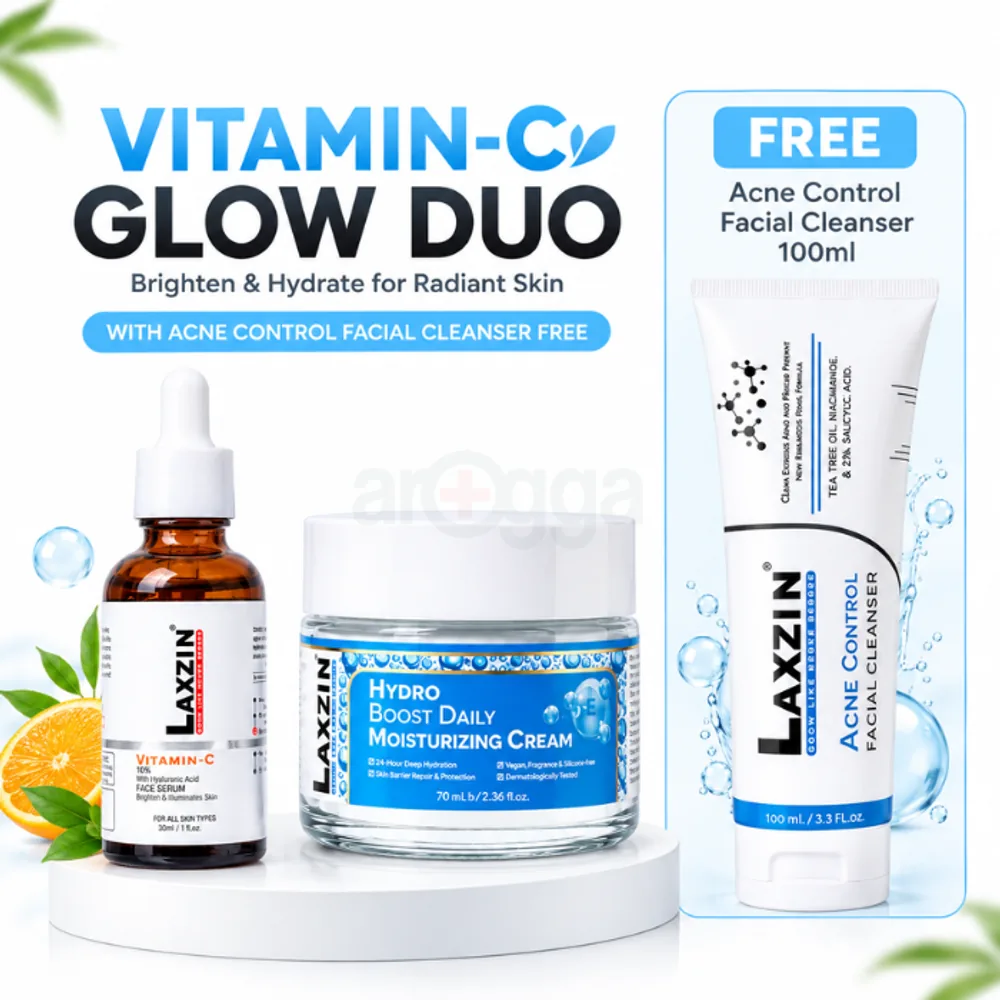 VITAMIN-C
GLOW DUO
Brighten & Hydrate for Radiant Skin
WITH ACNE CONTROL FACIAL CLEANSER FREE
FREE
Acne Control
Facial Cleanser
100ml
arogga
LAXZIN®
VITAMIN-C
10%
With Hyaluronic Acid
FACE SERUM
Brighten & Illuminates Skin
FOR ALL SKIN TYPES
30ml / 1 fl.oz.
LAXZIN
HYDRO
BOOST DAILY
MOISTURIZING CREAM
24-Hour Deep Hydration
Vegan, Fragrance & Silicone-free
Skin Barrier Repair & Protection
Dermatologically Tested
70 mL b/2.36 fl.oz.
TEA TREE OIL, NIACINAMIDE,
& 2% SALICYLIC ACID.
LAXZIN®
ACNE CONTROL
FACIAL CLEANSER
100 ml. / 3.3 FL.OZ.